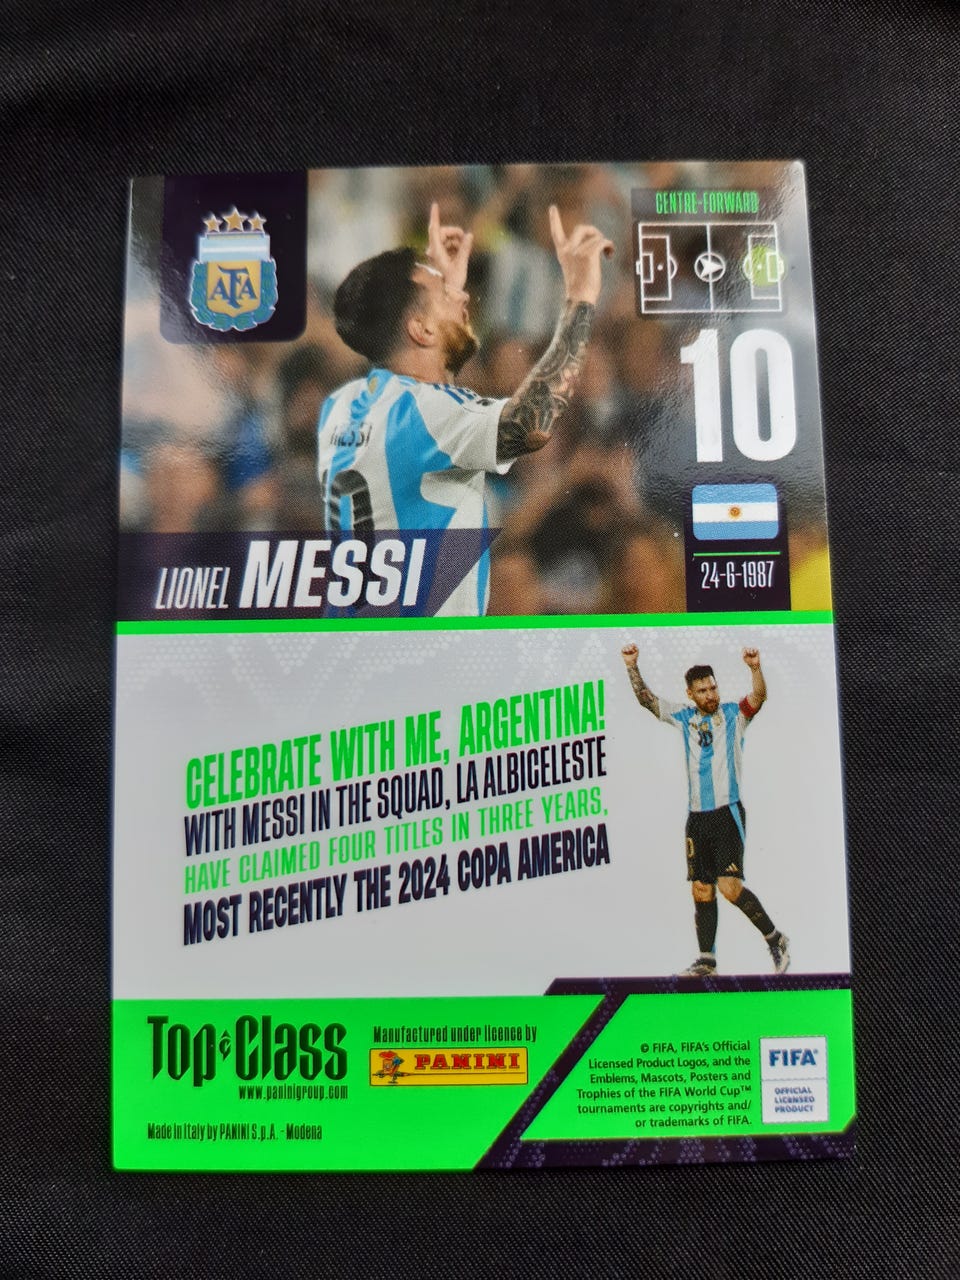 CENTRE-FORWARD
AFA
10
MESSI
10
24-6-1987
LIONEL MESSI
CELEBRATE WITH ME, ARGENTINA!
WITH MESSI IN THE SQUAD, LA ALBICELESTE
HAVE CLAIMED FOUR TITLES IN THREE YEARS,
MOST RECENTLY THE 2024 COPA AMERICA
10
Top Class
www.paninigroup.com
Manufactured under licence by
PANINI
Made in Italy by PANINI S.p.A. - Modena
© FIFA, FIFA's Official
Licensed Product Logos, and the
Emblems, Mascots, Posters and
Trophies of the FIFA World Cup™
tournaments are copyrights and/
or trademarks of FIFA.
FIFA®
OFFICIAL
LICENSED
PRODUCT